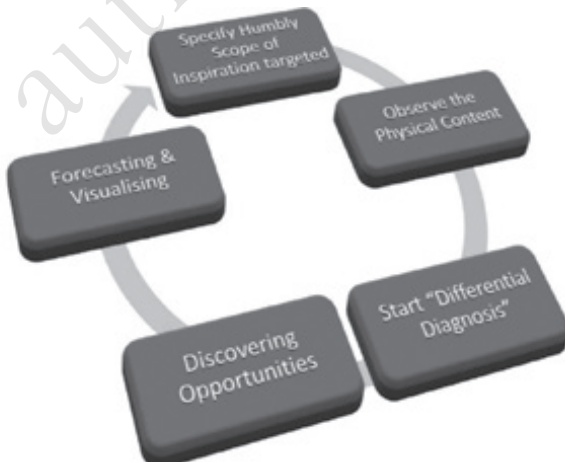 Specify Humbly
Scope of
Inspiration targeted
Observe the
Physical Content
Start "Differential
Diagnosis"
Discovering
Opportunities
Forecasting &
Visualising